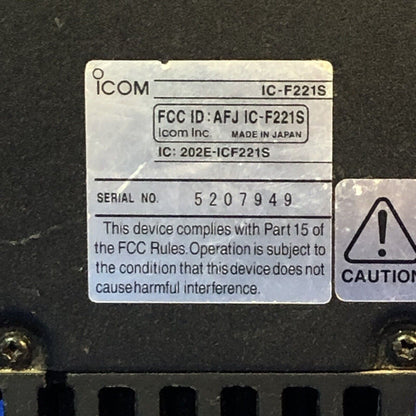 ICOM IC-F221S
FCC ID: AFJ IC-F221S
Icom Inc. MADE IN JAPAN
IC: 202E-ICF221S
SERIAL NO. 5207949
This device complies with Part 15 of
the FCC Rules. Operation is subject to
the condition that this device does not
cause harmful interference.
CAUTION